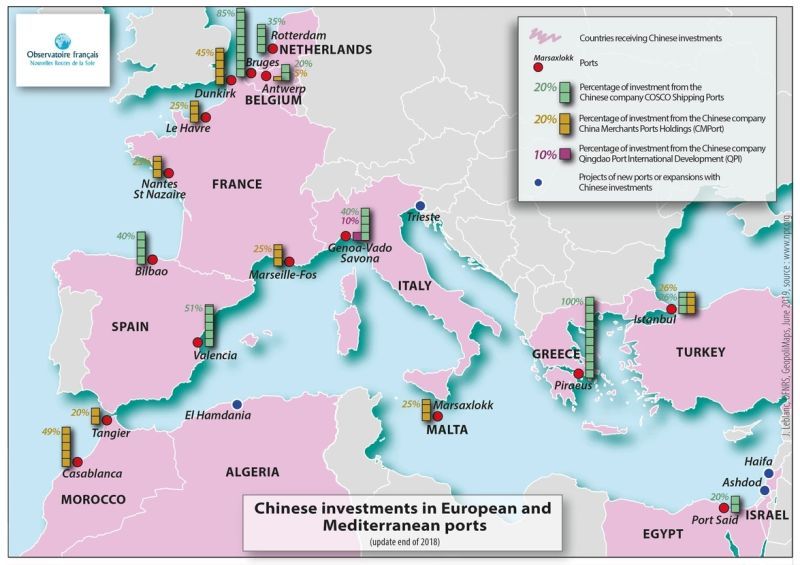 Observatoire français
Nouvelles Routes de la Soie
Countries receiving Chinese investments
Marsaxlokk
Ports
20%
Percentage of investment from the
Chinese company COSCO Shipping Ports
20%
Percentage of investment from the Chinese company
China Merchants Ports Holdings (CMPort)
10%
Percentage of investment from the Chinese company
Qingdao Port International Development (QPI)
Projects of new ports or expansions with
Chinese investments
85%
35%
Rotterdam
NETHERLANDS
45%
Bruges
20%
5%
Dunkirk
Antwerp
BELGIUM
25%
Le Havre
25%
Nantes
St Nazaire
FRANCE
40%
10%
Trieste
Genoa-Vado
Savona
40%
Bilbao
25%
Marseille-Fos
ITALY
51%
Valencia
SPAIN
100%
26%
26%
Istanbul
GREECE
TURKEY
Piraeus
25%
Marsaxlokk
MALTA
20%
Tangier
El Hamdania
49%
Casablanca
MOROCCO
ALGERIA
Haifa
Ashdod
20%
Port Said
ISRAEL
EGYPT
Chinese investments in European and
Mediterranean ports
(update end of 2018)
J. Leblanc, CNRS, GeopoliMaps, June 2019, source : www.npr.org